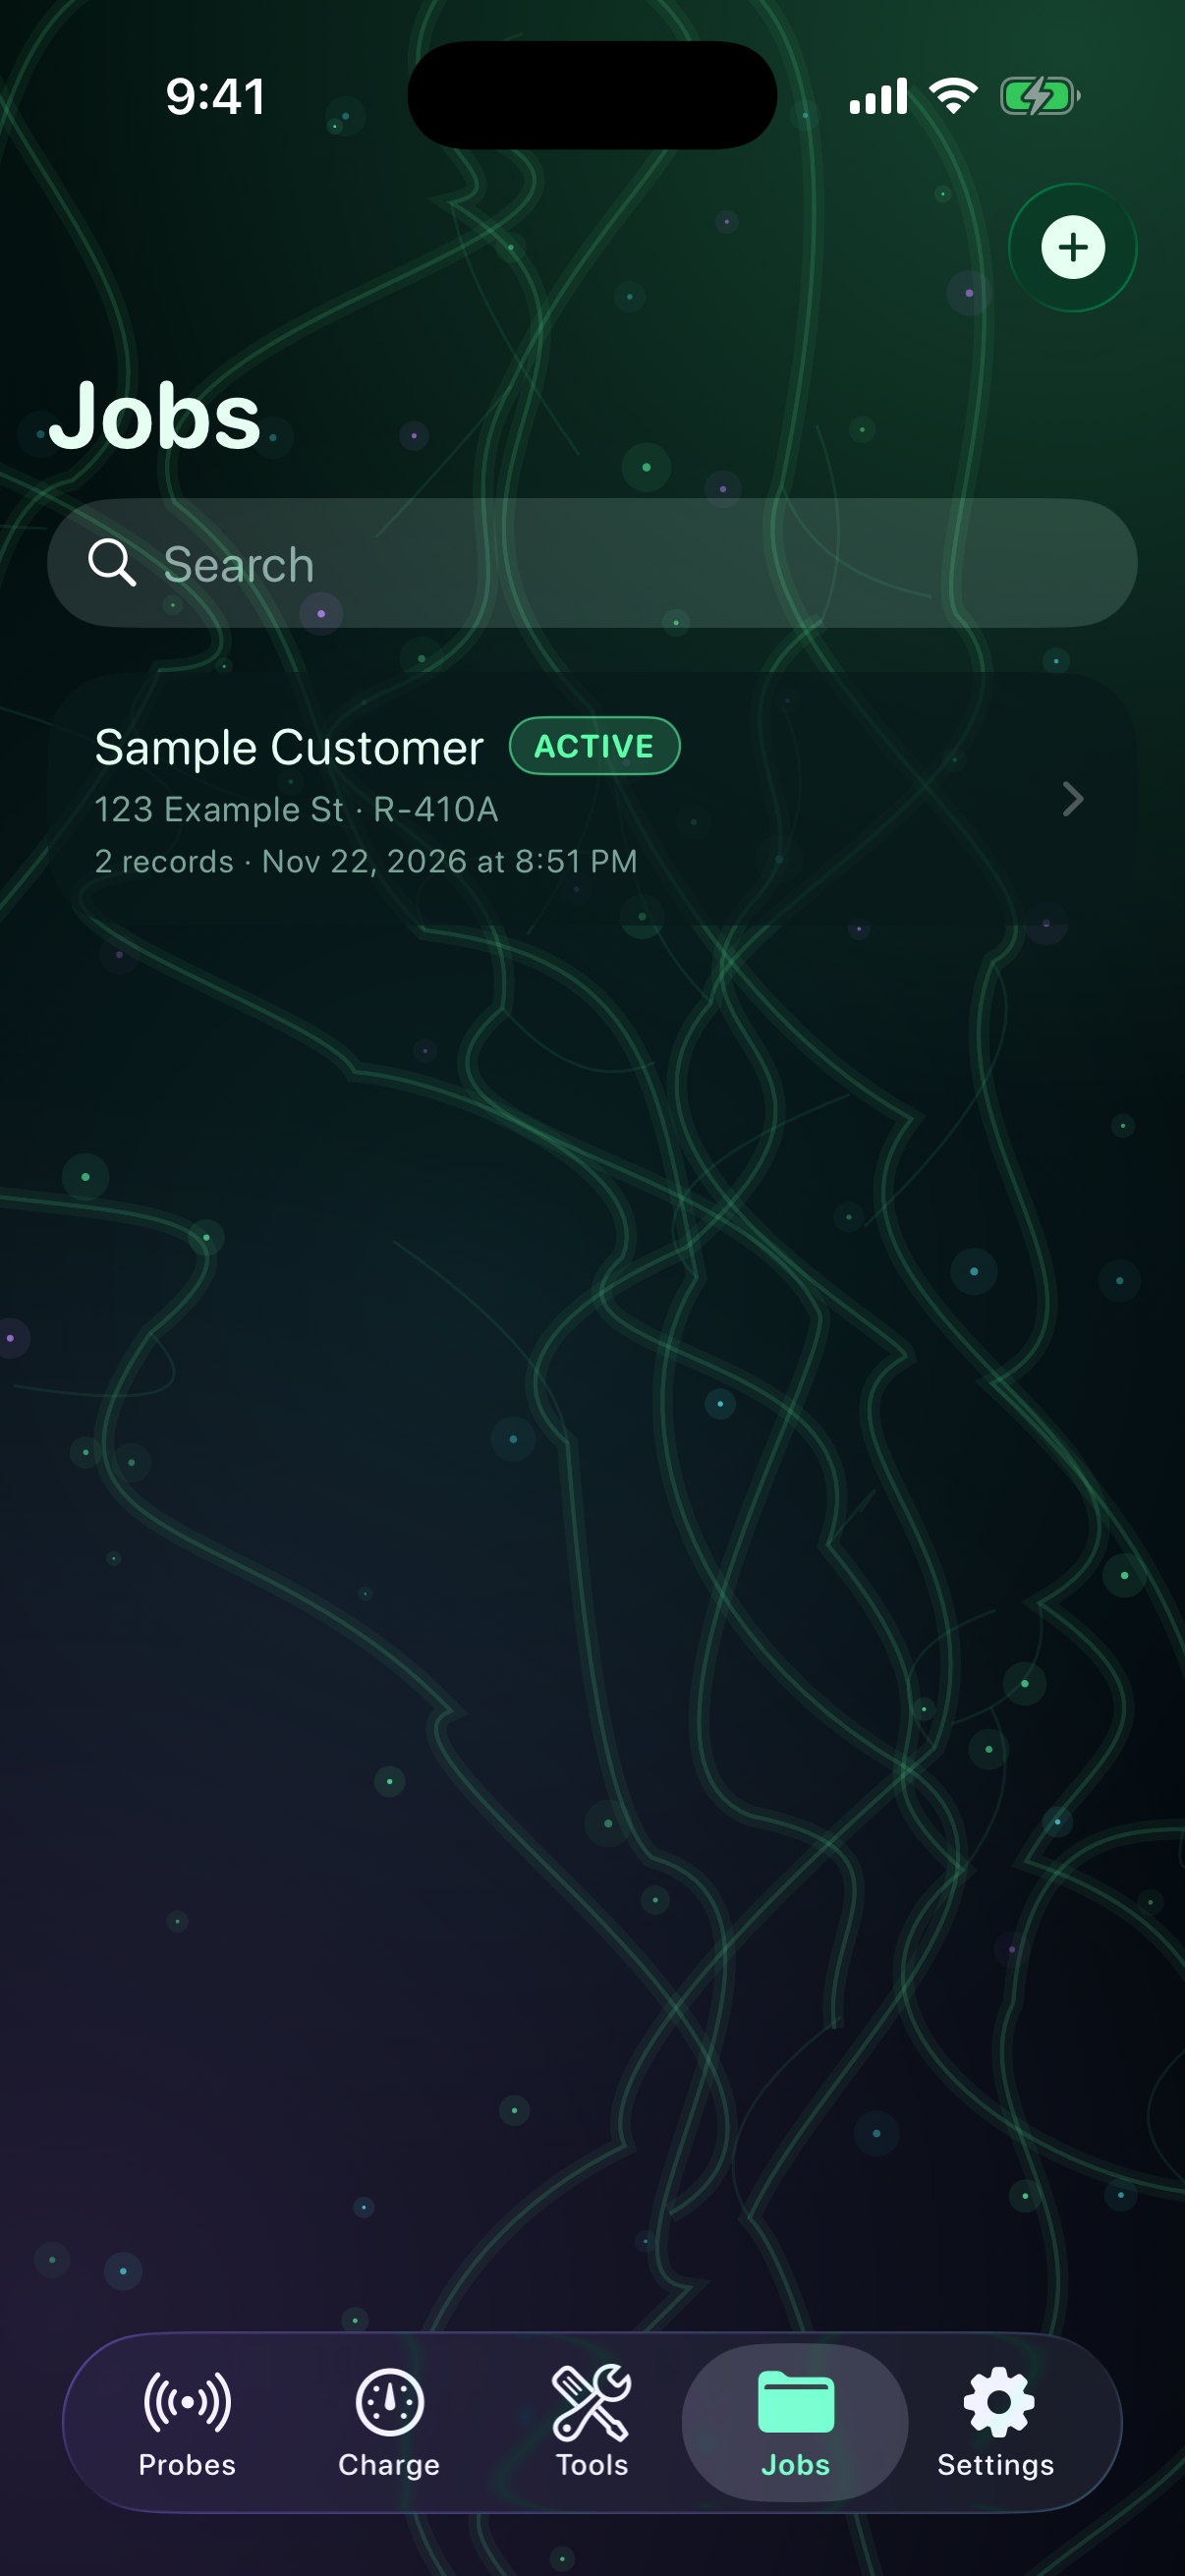 9:41
Jobs
Search
Sample Customer ACTIVE
123 Example St · R-410A
2 records · Nov 22, 2026 at 8:51 PM
Probes Charge Tools Jobs Settings